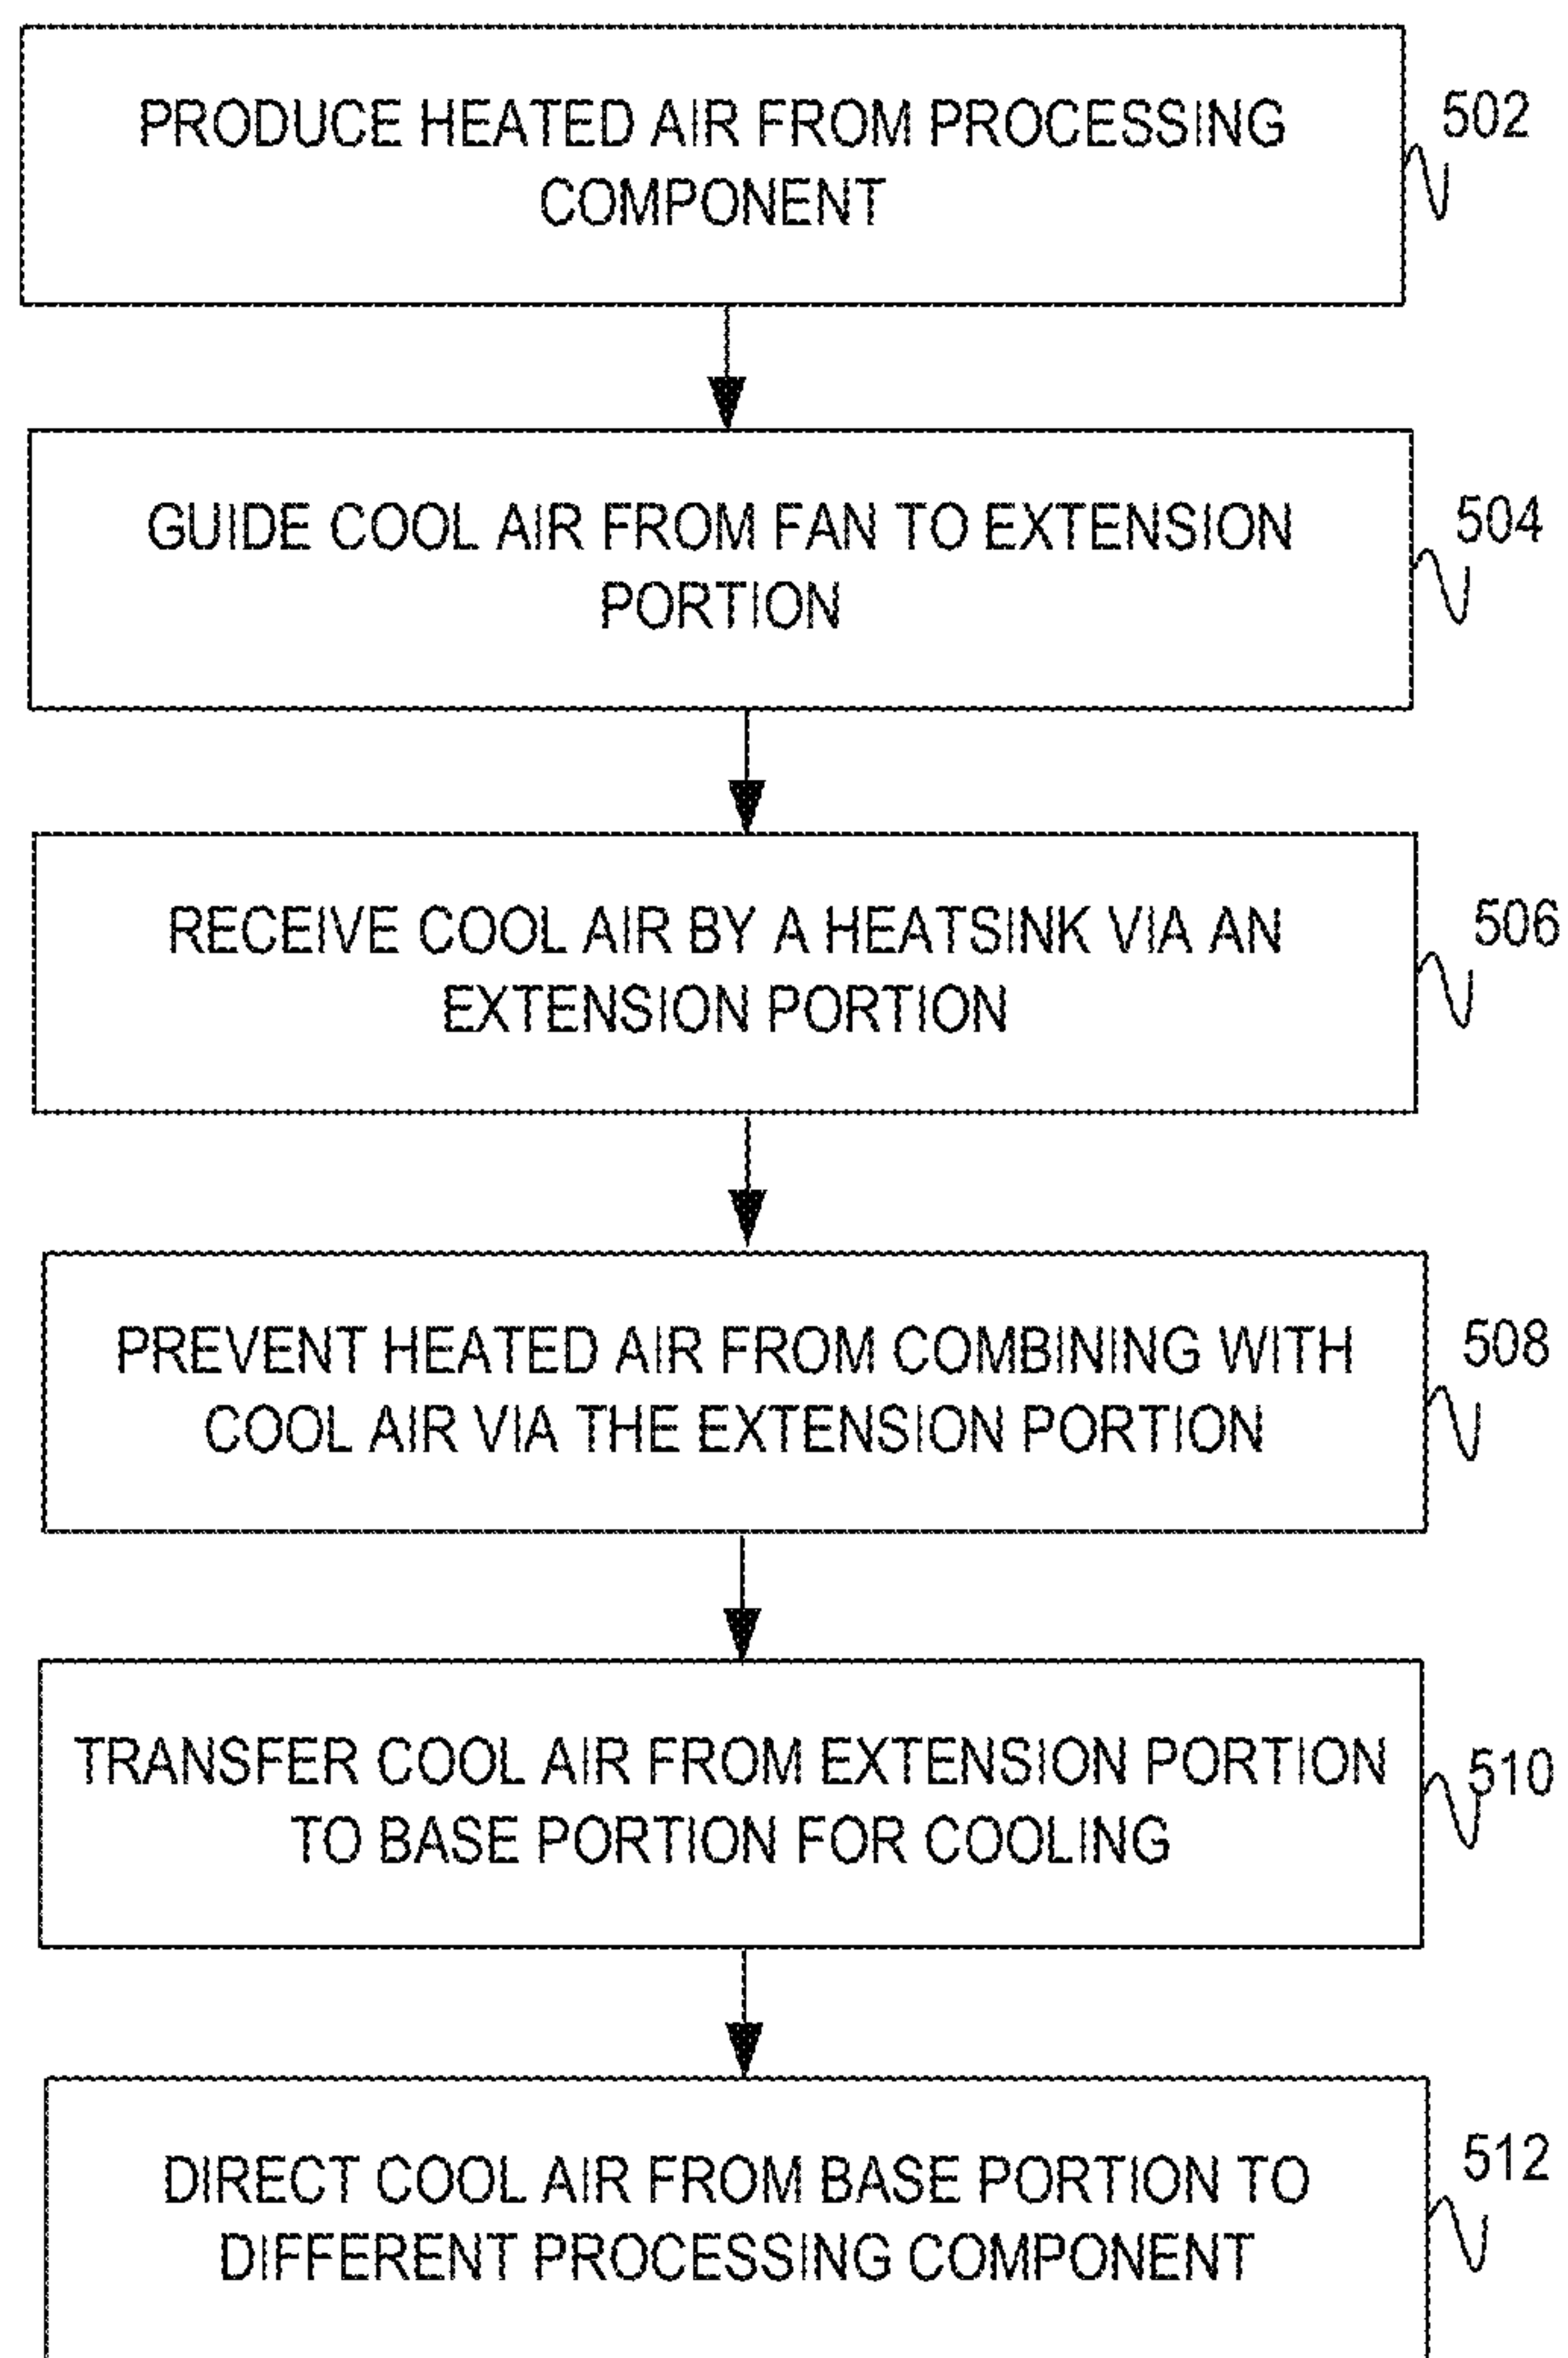 PRODUCE HEATED AIR FROM PROCESSING
COMPONENT
502
GUIDE COOL AIR FROM FAN TO EXTENSION
PORTION
504
RECEIVE COOL AIR BY A HEATSINK VIA AN
EXTENSION PORTION
506
PREVENT HEATED AIR FROM COMBINING WITH
COOL AIR VIA THE EXTENSION PORTION
508
TRANSFER COOL AIR FROM EXTENSION PORTION
TO BASE PORTION FOR COOLING
510
DIRECT COOL AIR FROM BASE PORTION TO
DIFFERENT PROCESSING COMPONENT
512